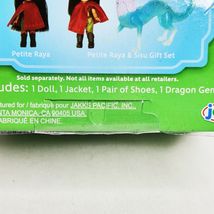 Petite Raya
Petite Raya & Sisu Gift Set
Sold separately. Not all items available at all retailers.
des: 1 Doll, 1 Jacket, 1 Pair of Shoes, 1 Dragon Gem
tured for / fabriqué pour JAKKS PACIFIC, INC.,
NTA MONICA, CA 90405 USA.
FABRIQUÉ EN CHINE.